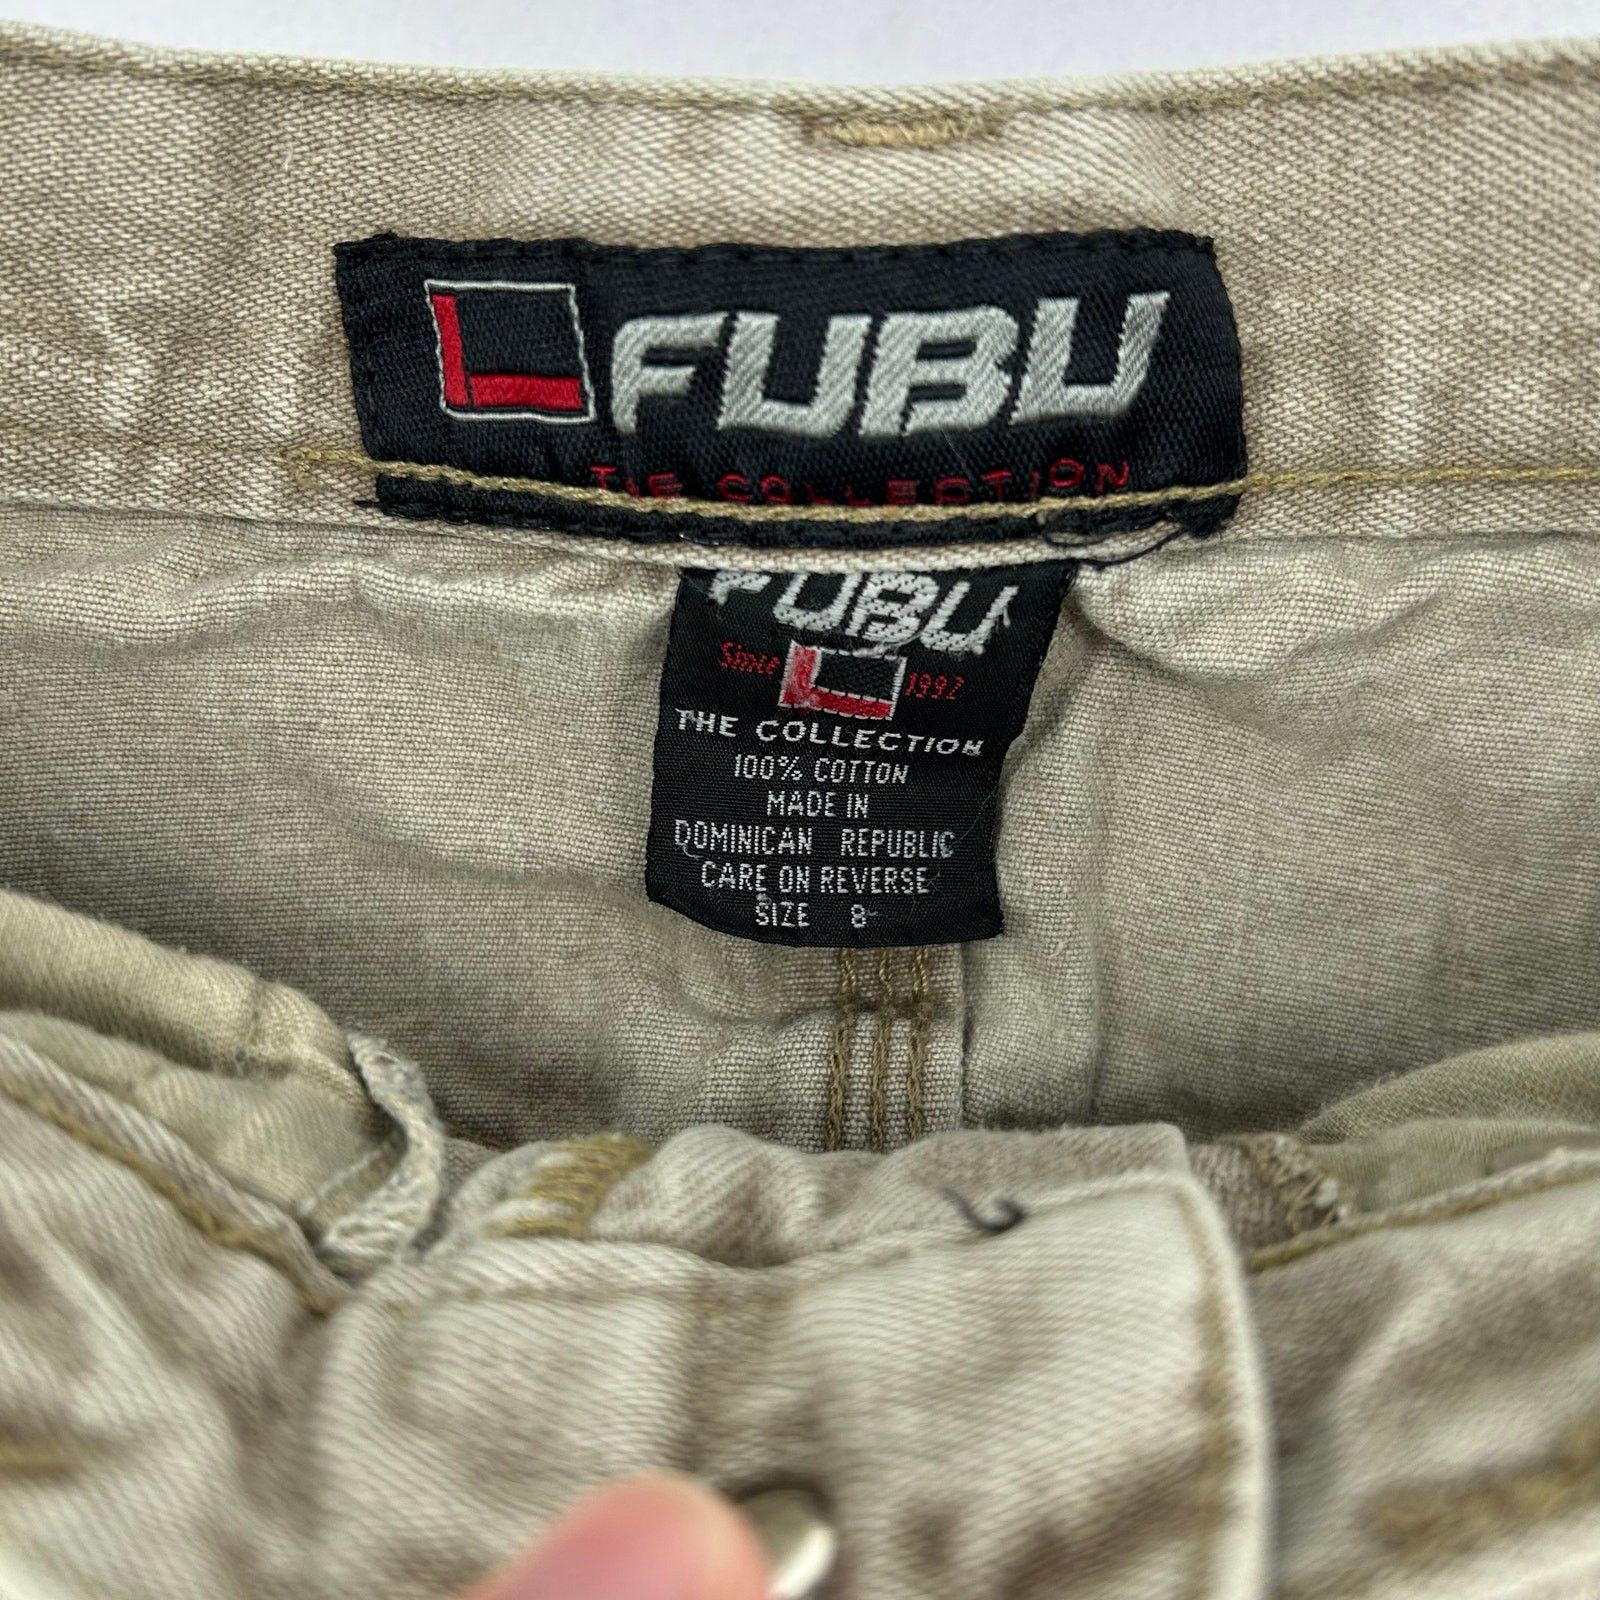 FUBU
THE COLLECTION
FUBU
Since 1992
THE COLLECTION
100% COTTON
MADE IN
DOMINICAN REPUBLIC
CARE ON REVERSE
SIZE 8